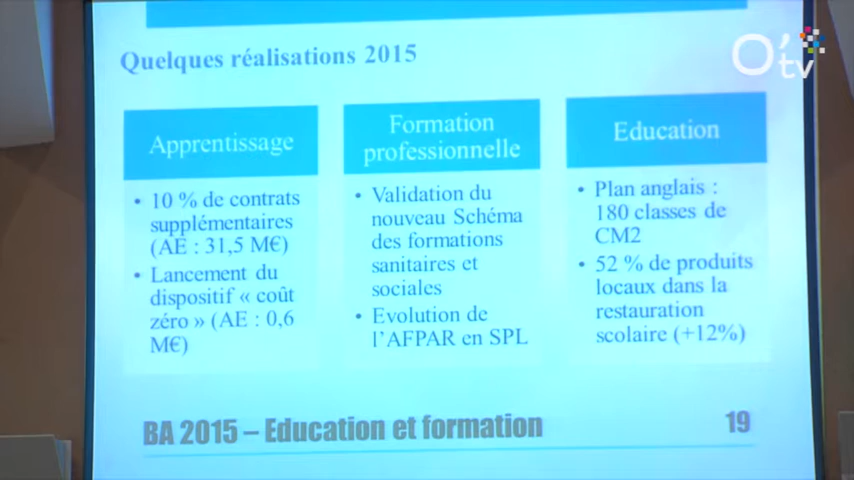 O'tv
Quelques réalisations 2015
Apprentissage
• 10 % de contrats
supplémentaires
(AE : 31,5 M€)
• Lancement du
dispositif « coût
zéro » (AE : 0,6
M€)
Formation
professionnelle
• Validation du
nouveau Schéma
des formations
sanitaires et
sociales
• Evolution de
l'AFPAR en SPL
Education
• Plan anglais :
180 classes de
CM2
• 52 % de produits
locaux dans la
restauration
scolaire (+12%)
BA 2015 – Education et formation
19